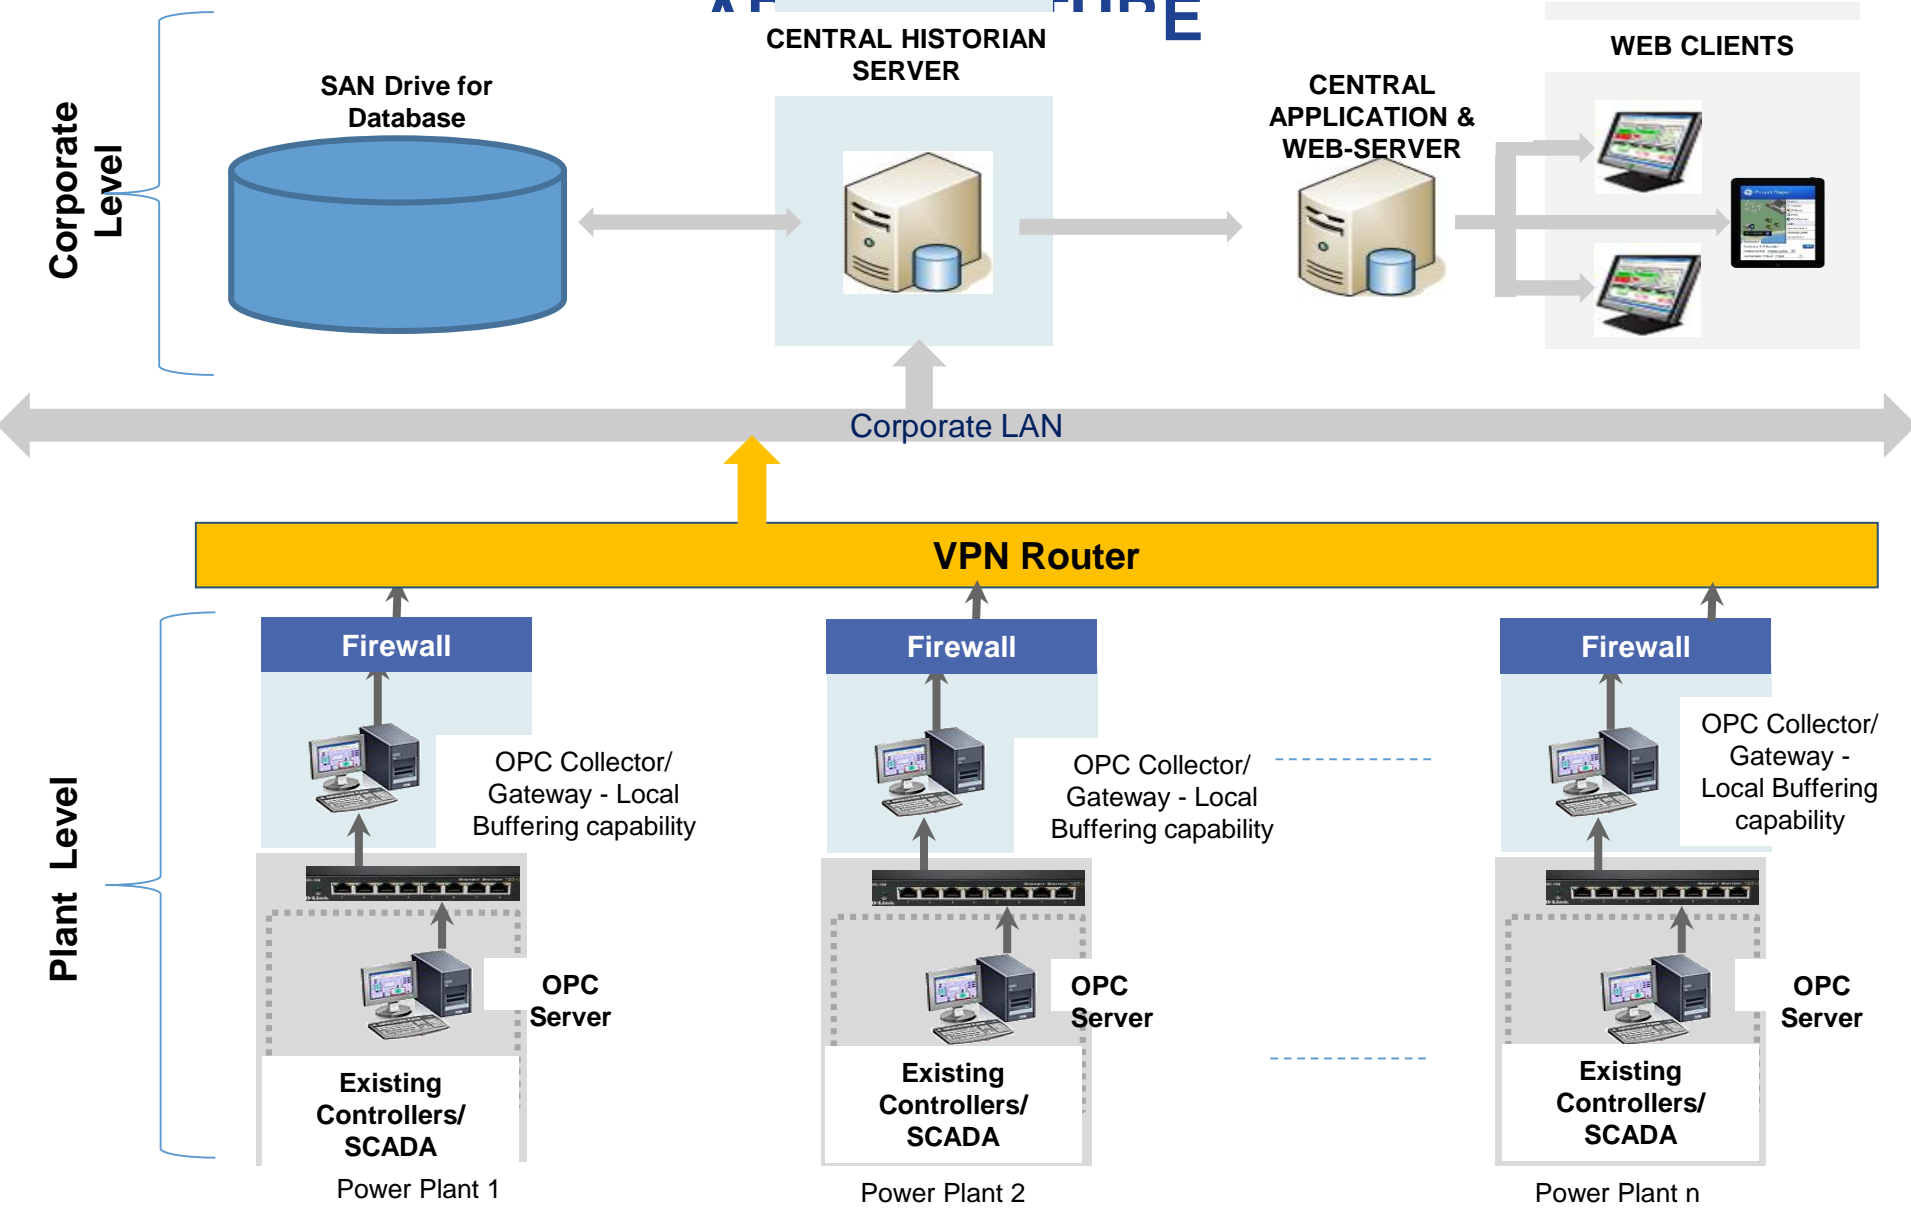 CENTRAL HISTORIAN
SERVER
WEB CLIENTS
SAN Drive for
Database
CENTRAL
APPLICATION &
WEB-SERVER
Corporate
Level
Corporate LAN
VPN Router
Firewall
Firewall
Firewall
OPC Collector/
Gateway - Local
Buffering capability
OPC Collector/
Gateway - Local
Buffering capability
OPC Collector/
Gateway -
Local Buffering
capability
Plant Level
OPC
Server
OPC
Server
OPC
Server
Existing
Controllers/
SCADA
Existing
Controllers/
SCADA
Existing
Controllers/
SCADA
Power Plant 1
Power Plant 2
Power Plant n